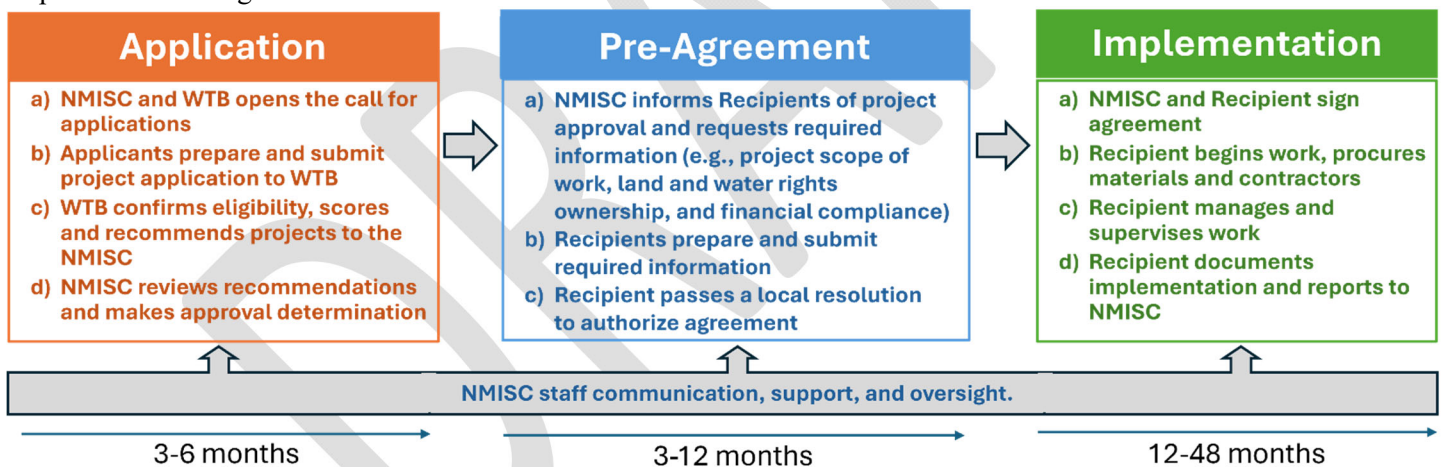 Application
a) NMISC and WTB opens the call for
applications
b) Applicants prepare and submit
project application to WTB
c) WTB confirms eligibility, scores
and recommends projects to the
NMISC
d) NMISC reviews recommendations
and makes approval determination
Pre-Agreement
a) NMISC informs Recipients of project
approval and requests required
information (e.g., project scope of
work, land and water rights
ownership, and financial compliance)
b) Recipients prepare and submit
required information
c) Recipient passes a local resolution
to authorize agreement
Implementation
a) NMISC and Recipient sign
agreement
b) Recipient begins work, procures
materials and contractors
c) Recipient manages and
supervises work
d) Recipient documents
implementation and reports to
NMISC
NMISC staff communication, support, and oversight.
3-6 months
3-12 months
12-48 months